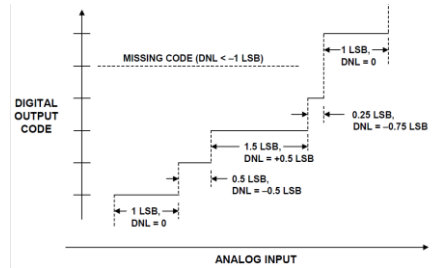 1 LSB,
DNL = 0
MISSING CODE (DNL < –1 LSB)
DIGITAL
OUTPUT
CODE
0.25 LSB,
DNL = –0.75 LSB
1.5 LSB,
DNL = +0.5 LSB
0.5 LSB,
DNL = –0.5 LSB
1 LSB,
DNL = 0
ANALOG INPUT